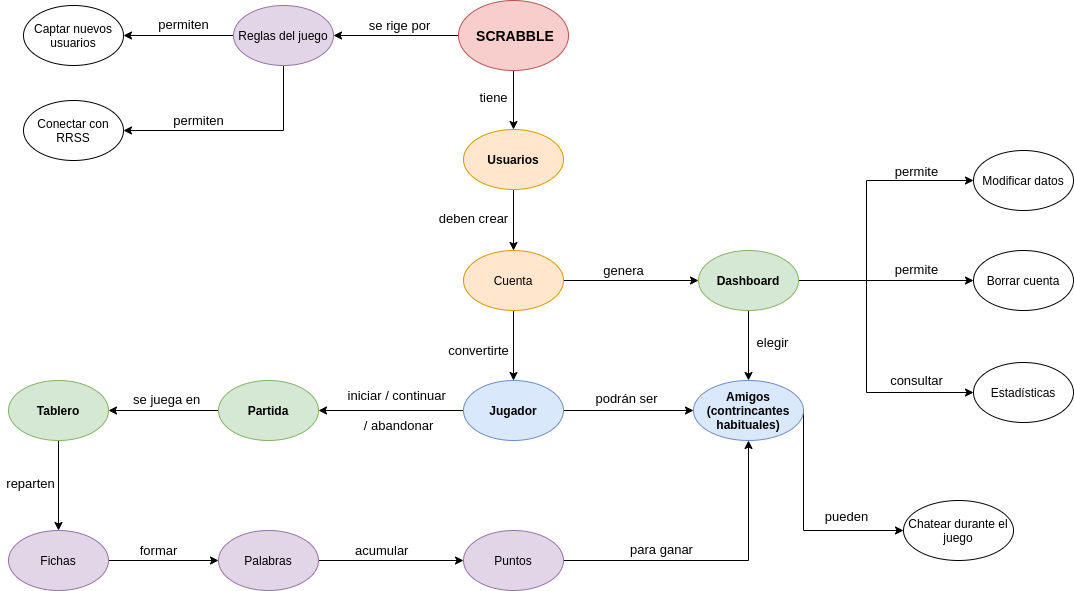 Captar nuevos
usuarios
permiten
Reglas del juego
se rige por
SCRABBLE
tiene
Conectar con
RRSS
permiten
Usuarios
deben crear
permite
Modificar datos
Cuenta
genera
Dashboard
permite
Borrar cuenta
convertirte
elegir
consultar
Estadísticas
Tablero
se juega en
Partida
iniciar / continuar
/ abandonar
Jugador
podrán ser
Amigos
(contrincantes
habituales)
reparten
pueden
Chatear durante el
juego
Fichas
formar
Palabras
acumular
Puntos
para ganar